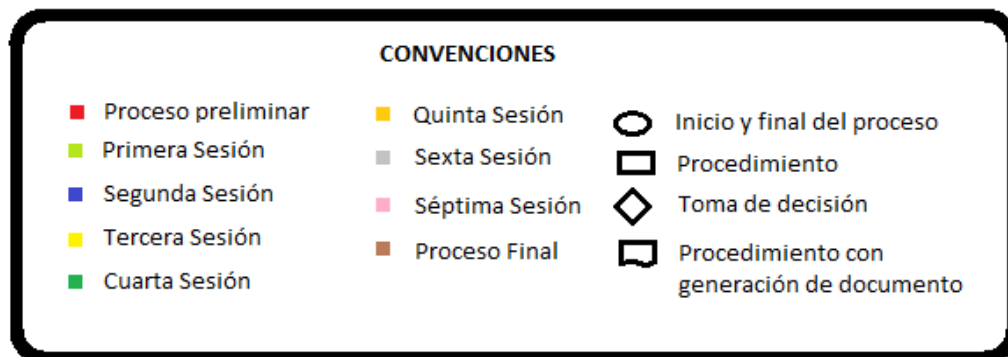 CONVENCIONES
Proceso preliminar
Primera Sesión
Segunda Sesión
Tercera Sesión
Cuarta Sesión
Quinta Sesión
Sexta Sesión
Séptima Sesión
Proceso Final
Inicio y final del proceso
Procedimiento
Toma de decisión
Procedimiento con
generación de documento